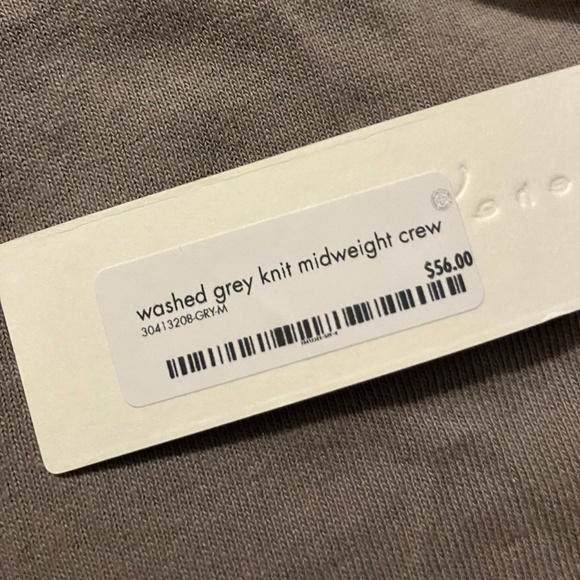 washed grey knit midweight crew
30413208-GRY-M
$56.00